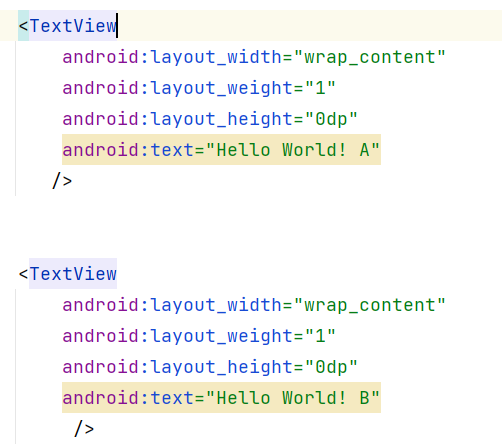 <TextView
android:layout_width="wrap_content"
android:layout_weight="1"
android:layout_height="0dp"
android:text="Hello World! A"
/>
<TextView
android:layout_width="wrap_content"
android:layout_weight="1"
android:layout_height="0dp"
android:text="Hello World! B"
/>